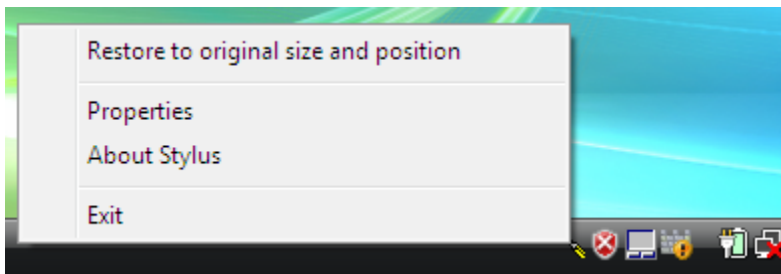 Restore to original size and position
Properties
About Stylus
Exit